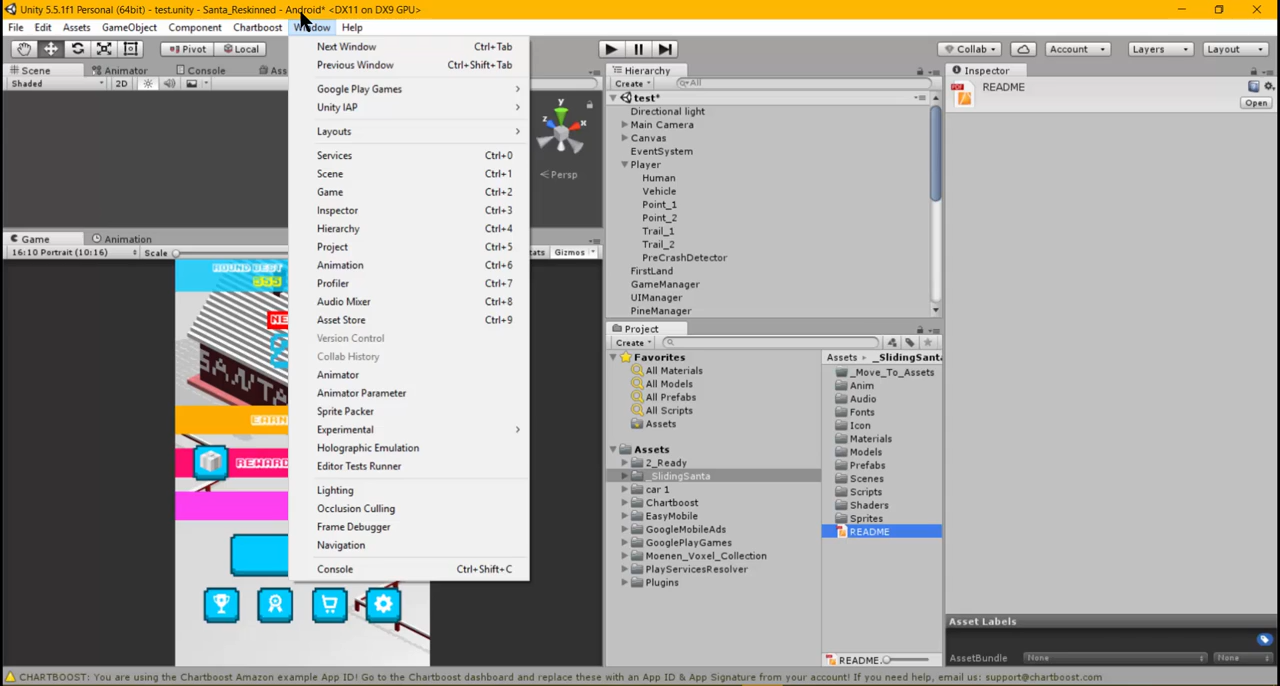 Unity 5.5.1f1 Personal (64bit) - test.unity - Santa_Reskinned - Android* <DX11 on DX9 GPU>
File Edit Assets GameObject Component Chartboost Window Help
Pivot Local Collab Account Layers Layout
Scene Animator Console Ass
Shaded 2D
Next Window Ctrl+Tab
Previous Window Ctrl+Shift+Tab
Google Play Games
Unity IAP
Layouts
Services Ctrl+0
Scene Ctrl+1
Game Ctrl+2
Inspector Ctrl+3
Hierarchy Ctrl+4
Project Ctrl+5
Animation Ctrl+6
Profiler Ctrl+7
Audio Mixer Ctrl+8
Asset Store Ctrl+9
Version Control
Collab History
Animator
Animator Parameter
Sprite Packer
Experimental
Holographic Emulation
Editor Tests Runner
Lighting
Occlusion Culling
Frame Debugger
Navigation
Console Ctrl+Shift+C
y
z x
Persp
Game Animation
16:10 Portrait (10:16) Scale tats Gizmos
ROUND BEST
555
NE
SANTA
EARN
REWARD
Hierarchy
Create All
test*
Directional light
Main Camera
Canvas
EventSystem
Player
Human
Vehicle
Point_1
Point_2
Trail_1
Trail_2
PreCrashDetector
FirstLand
GameManager
UIManager
PineManager
Project
Create
Favorites
All Materials
All Models
All Prefabs
All Scripts
Assets
Assets
2_Ready
_SlidingSanta
car 1
Chartboost
EasyMobile
GoogleMobileAds
GooglePlayGames
Moenen_Voxel_Collection
PlayServicesResolver
Plugins
Assets _SlidingSanta
_Move_To_Assets
Anim
Audio
Fonts
Icon
Materials
Models
Prefabs
Scenes
Scripts
Shaders
Sprites
README
README.
Inspector
PDF README
Open
Asset Labels
AssetBundle None None
CHARTBOOST: You are using the Chartboost Amazon example App ID! Go to the Chartboost dashboard and replace these with an App ID & App Signature from your account! If you need help, email us: support@chartboost.com